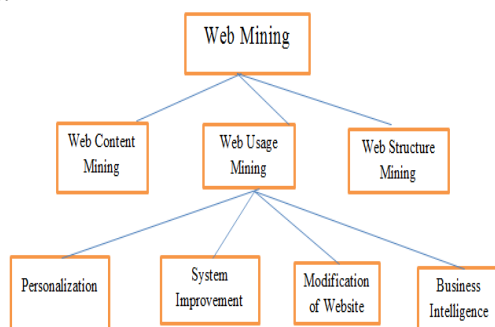 Web Mining
Web Content
Mining
Web Usage
Mining
Web Structure
Mining
Personalization
System
Improvement
Modification
of Website
Business
Intelligence